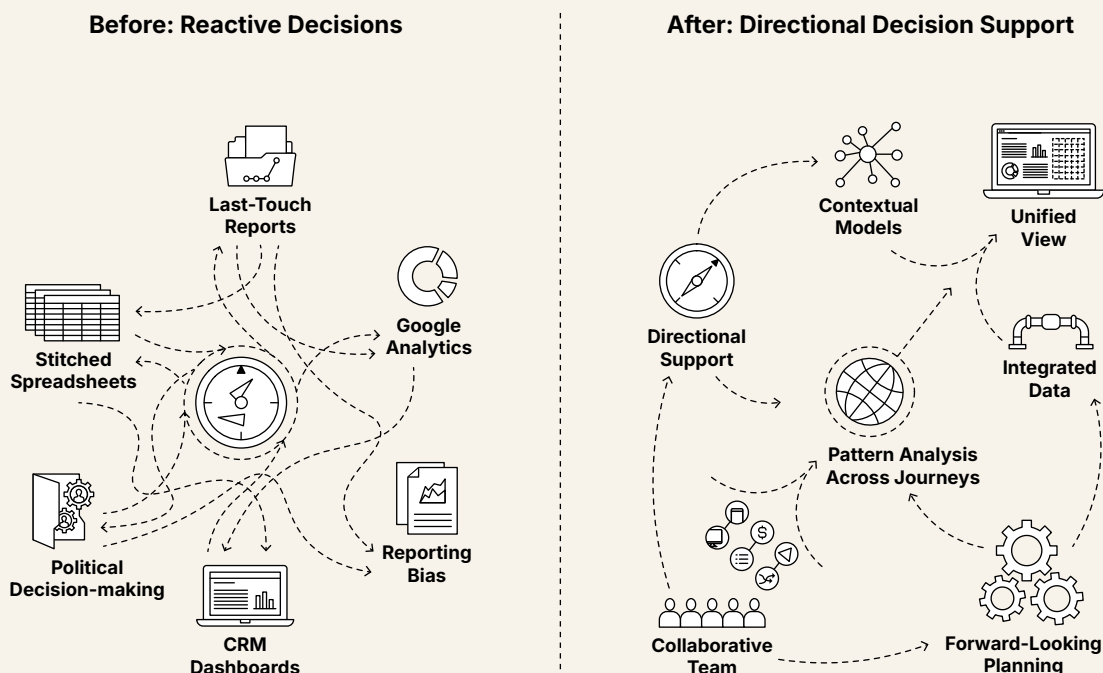 Before: Reactive Decisions
Last-Touch
Reports
Google
Analytics
Stitched
Spreadsheets
Political
Decision-making
Reporting
Bias
CRM
Dashboards
After: Directional Decision Support
Contextual
Models
Unified
View
Directional
Support
Integrated
Data
Pattern Analysis
Across Journeys
$
Collaborative
Team
Forward-Looking
Planning